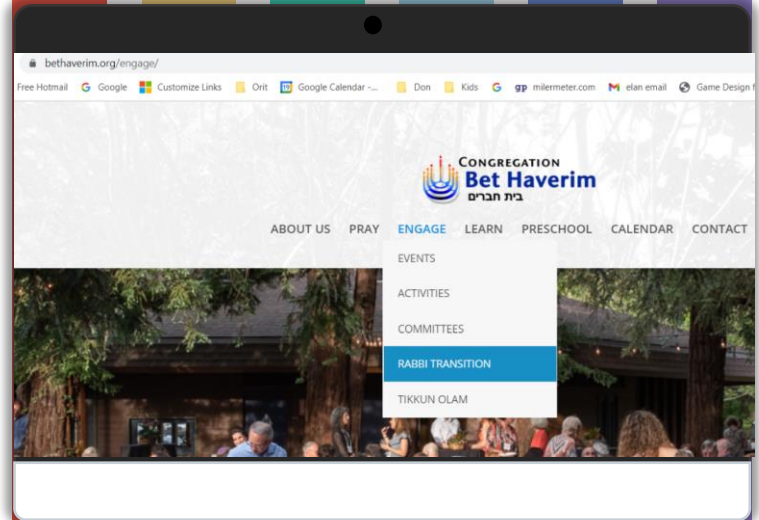 bethaverim.org/engage/
Free Hotmail Google Customize Links Orit Google Calendar -... Don Kids G gp milermeter.com elan email Game Design f
CONGREGATION
Bet Haverim
בית חברים
ABOUT US PRAY ENGAGE LEARN PRESCHOOL CALENDAR CONTACT
EVENTS
ACTIVITIES
COMMITTEES
RABBI TRANSITION
TIKKUN OLAM